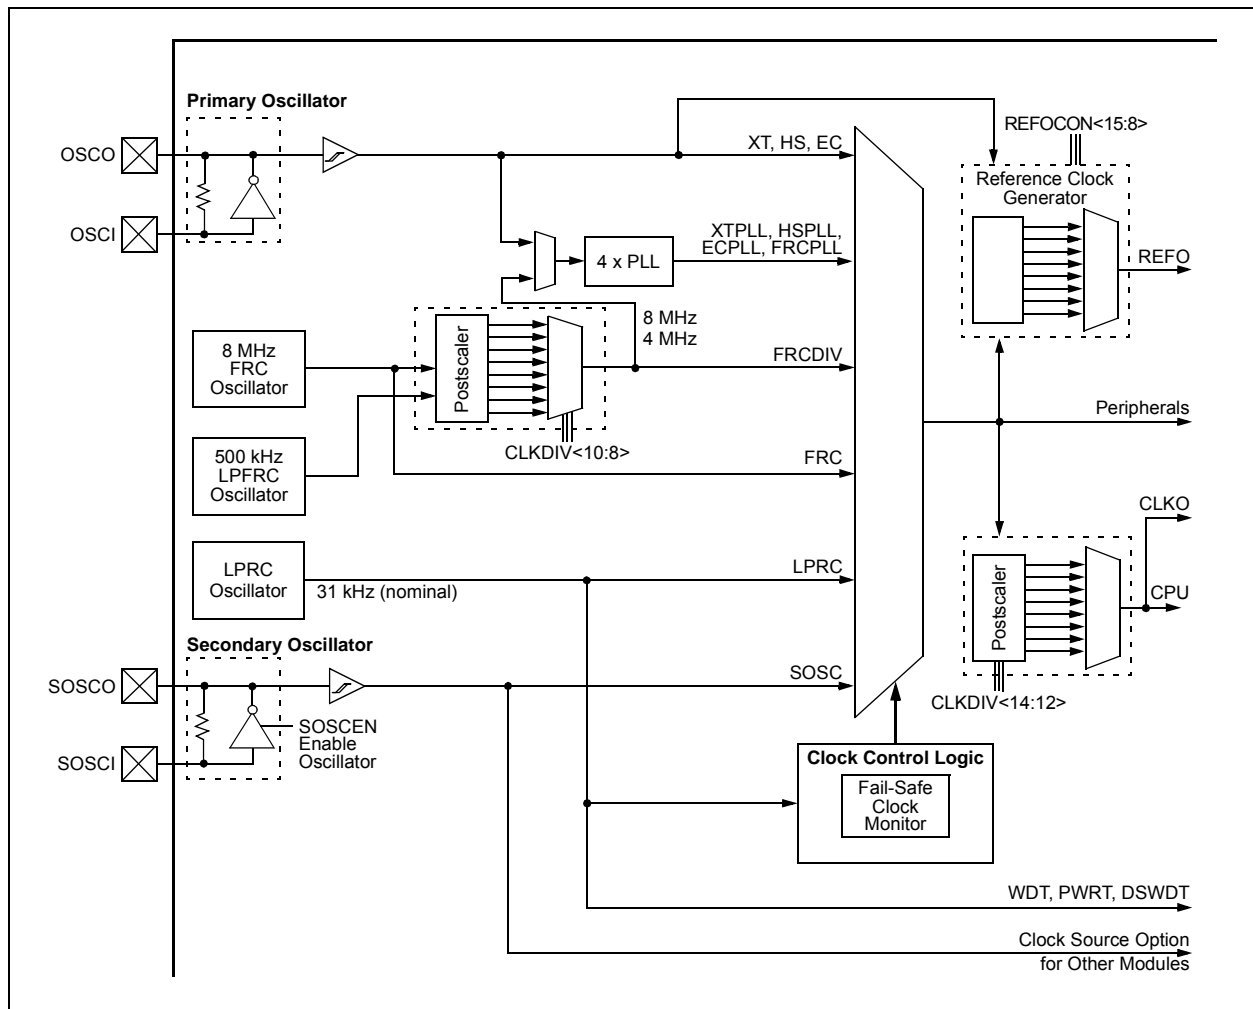 Primary Oscillator
OSCO
OSCI
XT, HS, EC
REFOCON<15:8>
Reference Clock
Generator
REFO
XTPLL, HSPLL,
ECPLL, FRCPLL
4 x PLL
8 MHz
4 MHz
8 MHz
FRC
Oscillator
Postscaler
FRCDIV
Peripherals
CLKDIV<10:8>
500 kHz
LPFRC
Oscillator
FRC
CLKO
LPRC
Oscillator
31 kHz (nominal)
LPRC
Postscaler
CPU
CLKDIV<14:12>
Secondary Oscillator
SOSCO
SOSCI
SOSCEN
Enable
Oscillator
SOSC
Clock Control Logic
Fail-Safe
Clock
Monitor
WDT, PWRT, DSWDT
Clock Source Option
for Other Modules